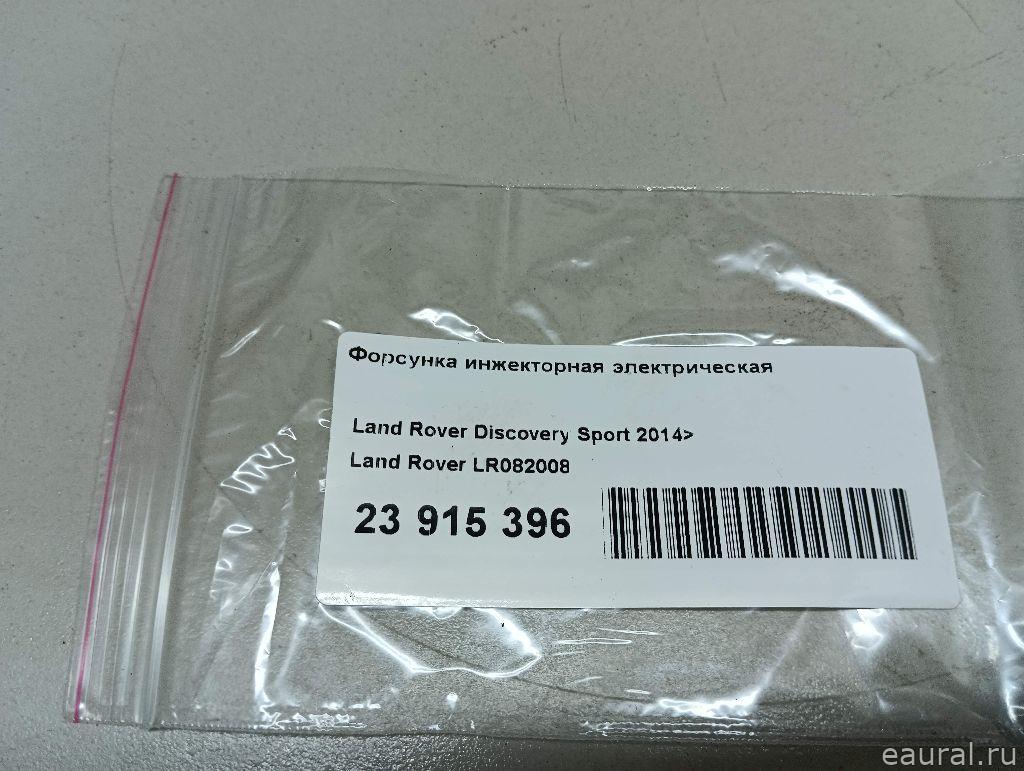 Форсунка инжекторная электрическая
Land Rover Discovery Sport 2014>
Land Rover LR082008
23 915 396
eaural.ru